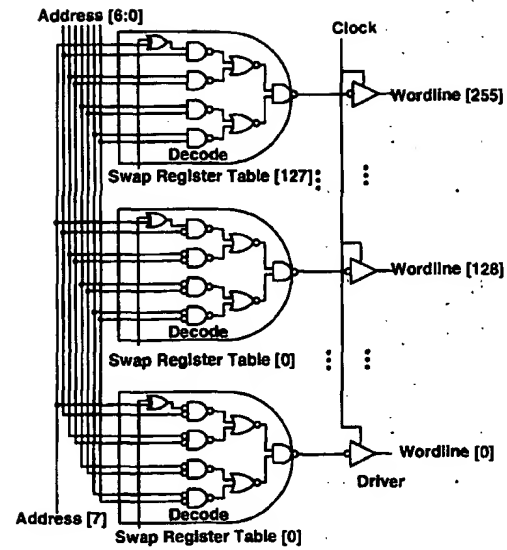 Address [6:0]
Clock
Wordline [255]
Decode
Swap Register Table [127]
Wordline [128]
Decode
Swap Register Table [0]
Wordline [0]
Driver
Decode
Address [7]
Swap Register Table [0]